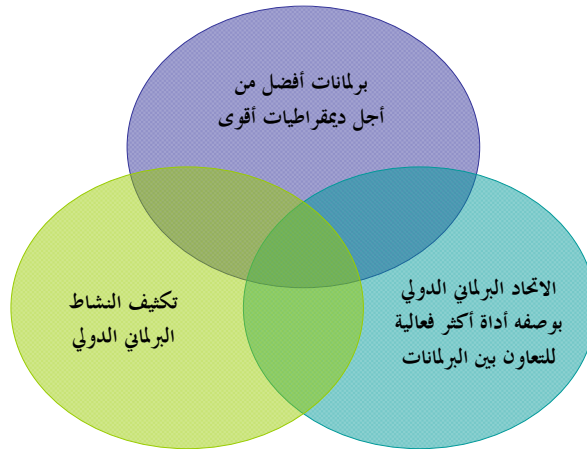 برلمانات أفضل من
أجل ديمقراطيات أقوى
الاتحاد البرلماني الدولي
بوصفه أداة أكثر فعالية
للتعاون بين البرلمانات
تكثيف النشاط
البرلماني الدولي